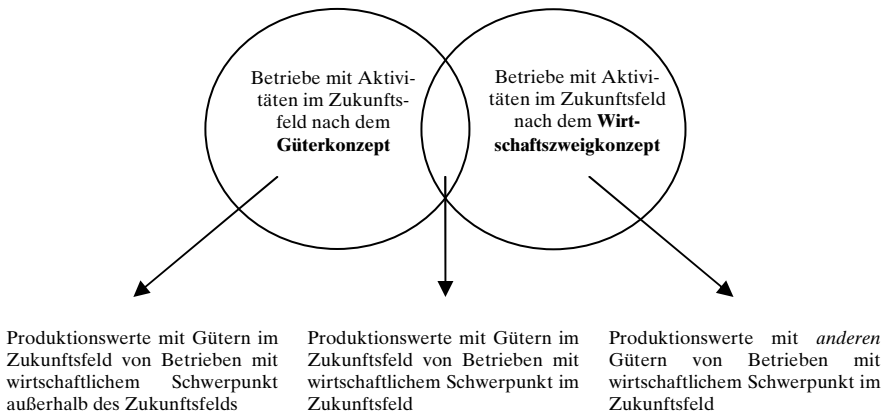 Betriebe mit Aktivi-
täten im Zukunfts-
feld nach dem
Güterkonzept
Betriebe mit Aktivi-
täten im Zukunftsfeld
nach dem Wirt-
schaftszweigkonzept
Produktionswerte mit Gütern im
Zukunftsfeld von Betrieben mit
wirtschaftlichem Schwerpunkt
außerhalb des Zukunftsfelds
Produktionswerte mit Gütern im
Zukunftsfeld von Betrieben mit
wirtschaftlichem Schwerpunkt im
Zukunftsfeld
Produktionswerte mit anderen
Gütern von Betrieben mit
wirtschaftlichem Schwerpunkt im
Zukunftsfeld